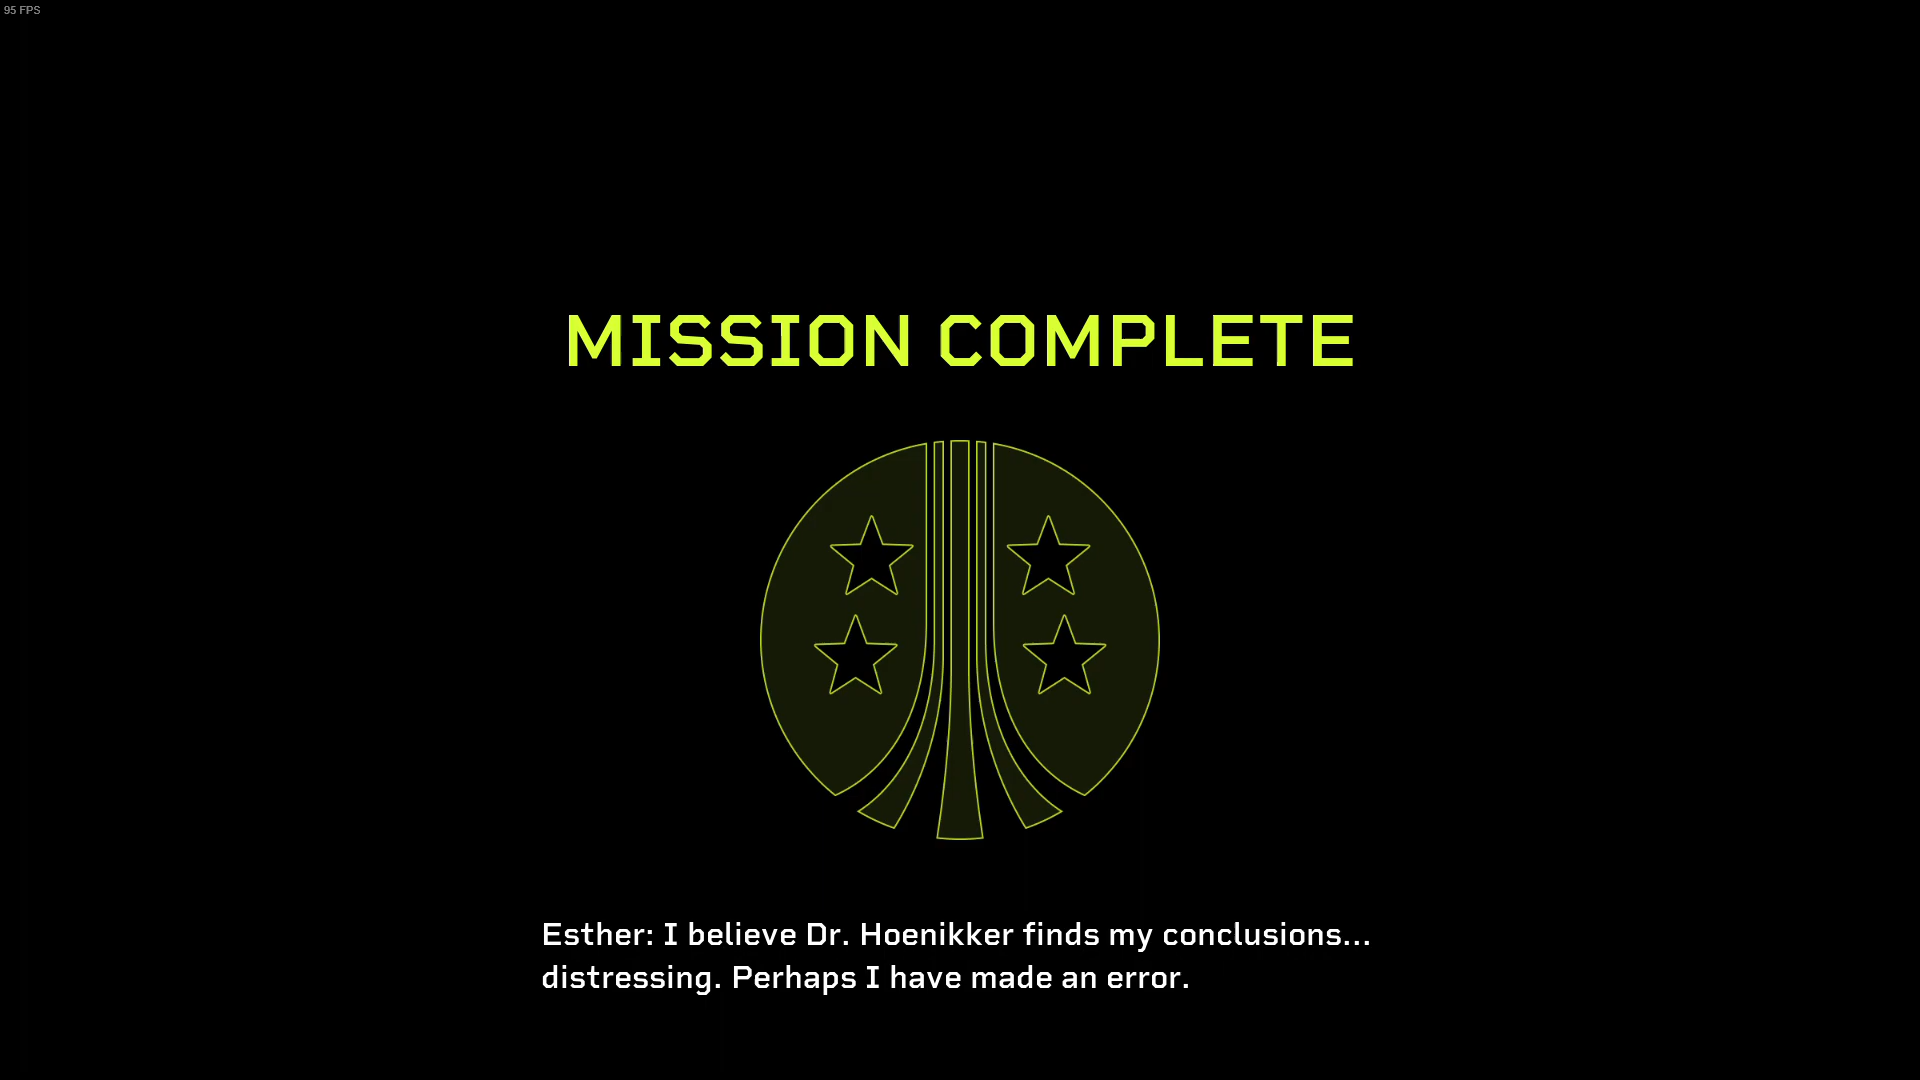 95 FPS
MISSION COMPLETE
Esther: I believe Dr. Hoenikker finds my conclusions...
distressing. Perhaps I have made an error.